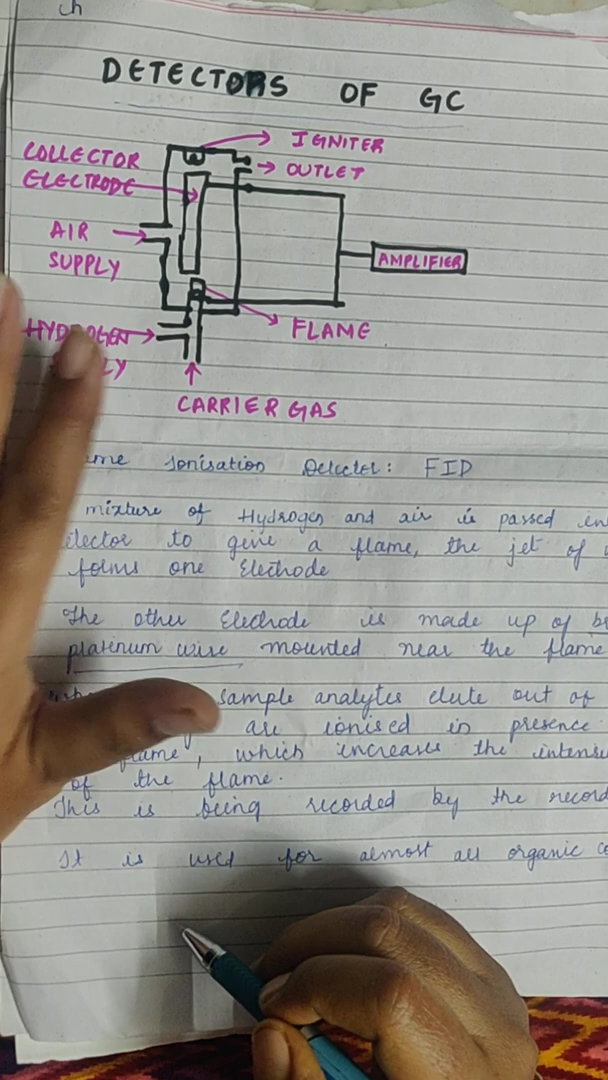 ch
DETECTORS OF GC
IGNITER
OUTLET
COLLECTOR
ELECTRODE
AIR
SUPPLY
AMPLIFIER
FLAME
CARRIER GAS
Ionisation Detector: FID
mixture of Hydrogen and air is passed
to give a flame, the jet of
forms one Electrode
The other Electrode is made up of
platinum wire mounted near the flame
sample analytes elute out of
are ionised in presence
flame, which increases the
of the flame.
This is being recorded by the
It is used for almost all organic